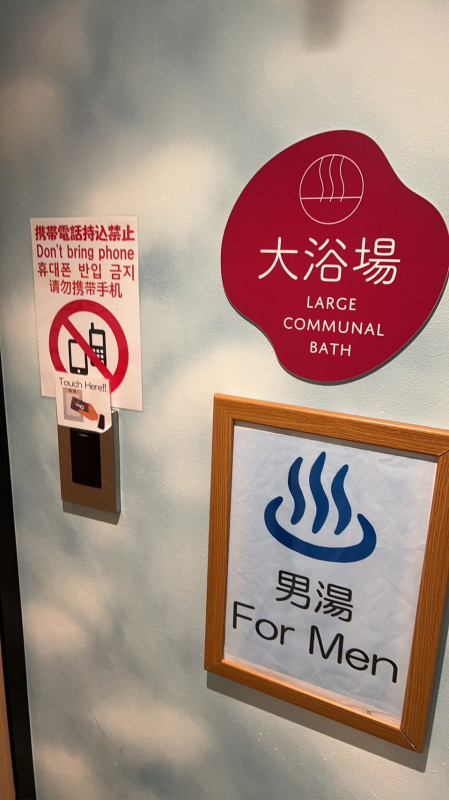 携帯電話持込禁止
Don't bring phone
휴대폰 반입 금지
请勿携带手机
Touch Here!!
大浴場
LARGE
COMMUNAL
BATH
男湯
For Men